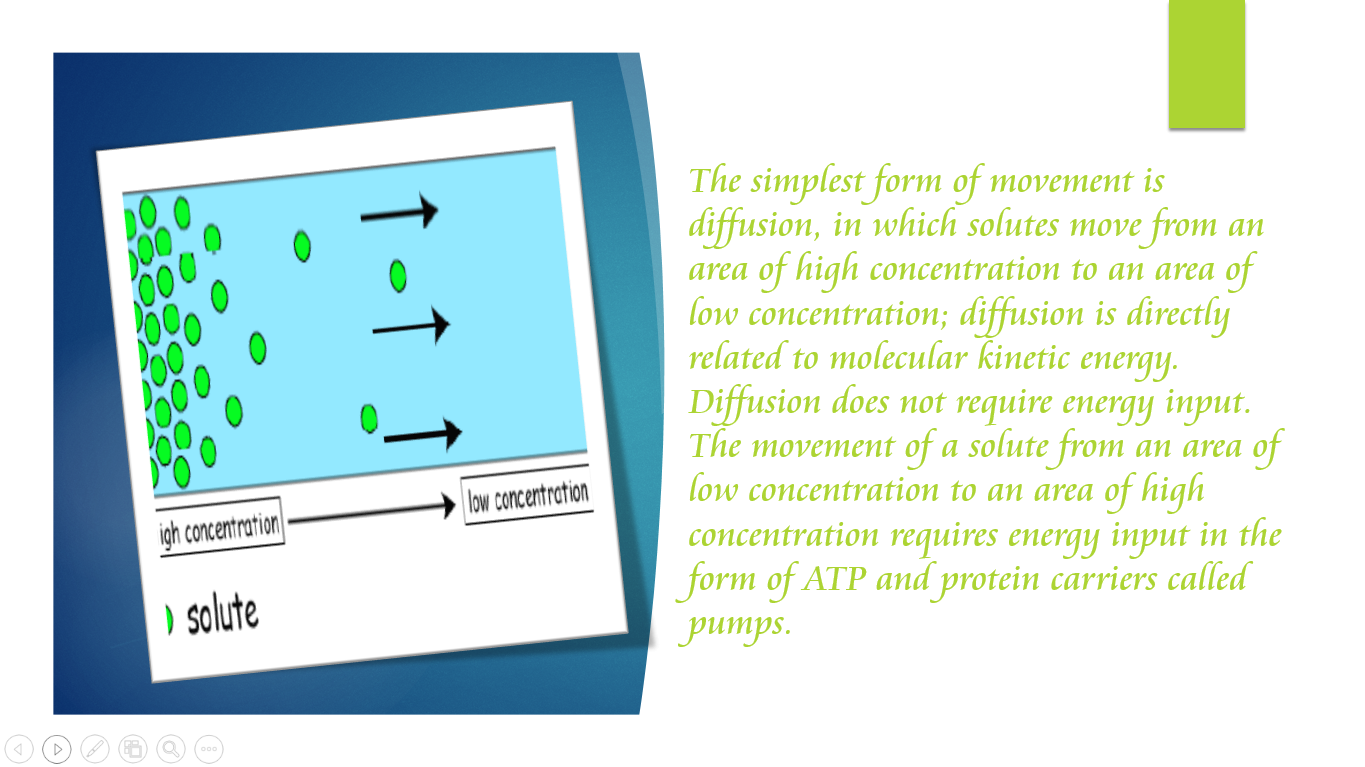 igh concentration
low concentration
solute
The simplest form of movement is
diffusion, in which solutes move from an
area of high concentration to an area of
low concentration; diffusion is directly
related to molecular kinetic energy.
Diffusion does not require energy input.
The movement of a solute from an area of
low concentration to an area of high
concentration requires energy input in the
form of ATP and protein carriers called
pumps.